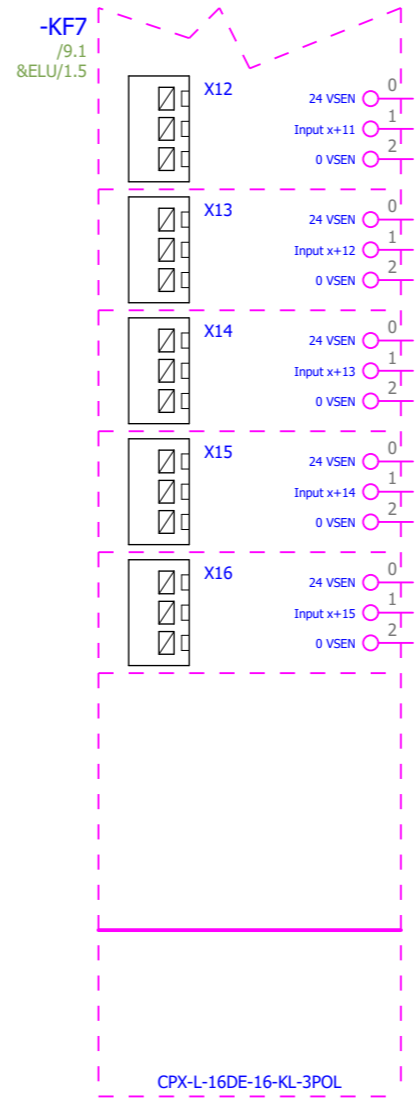 -KF7
/9.1
&ELU/1.5
X12
24 VSEN 0
Input x+11 1
0 VSEN 2
X13
24 VSEN 0
Input x+12 1
0 VSEN 2
X14
24 VSEN 0
Input x+13 1
0 VSEN 2
X15
24 VSEN 0
Input x+14 1
0 VSEN 2
X16
24 VSEN 0
Input x+15 1
0 VSEN 2
CPX-L-16DE-16-KL-3POL